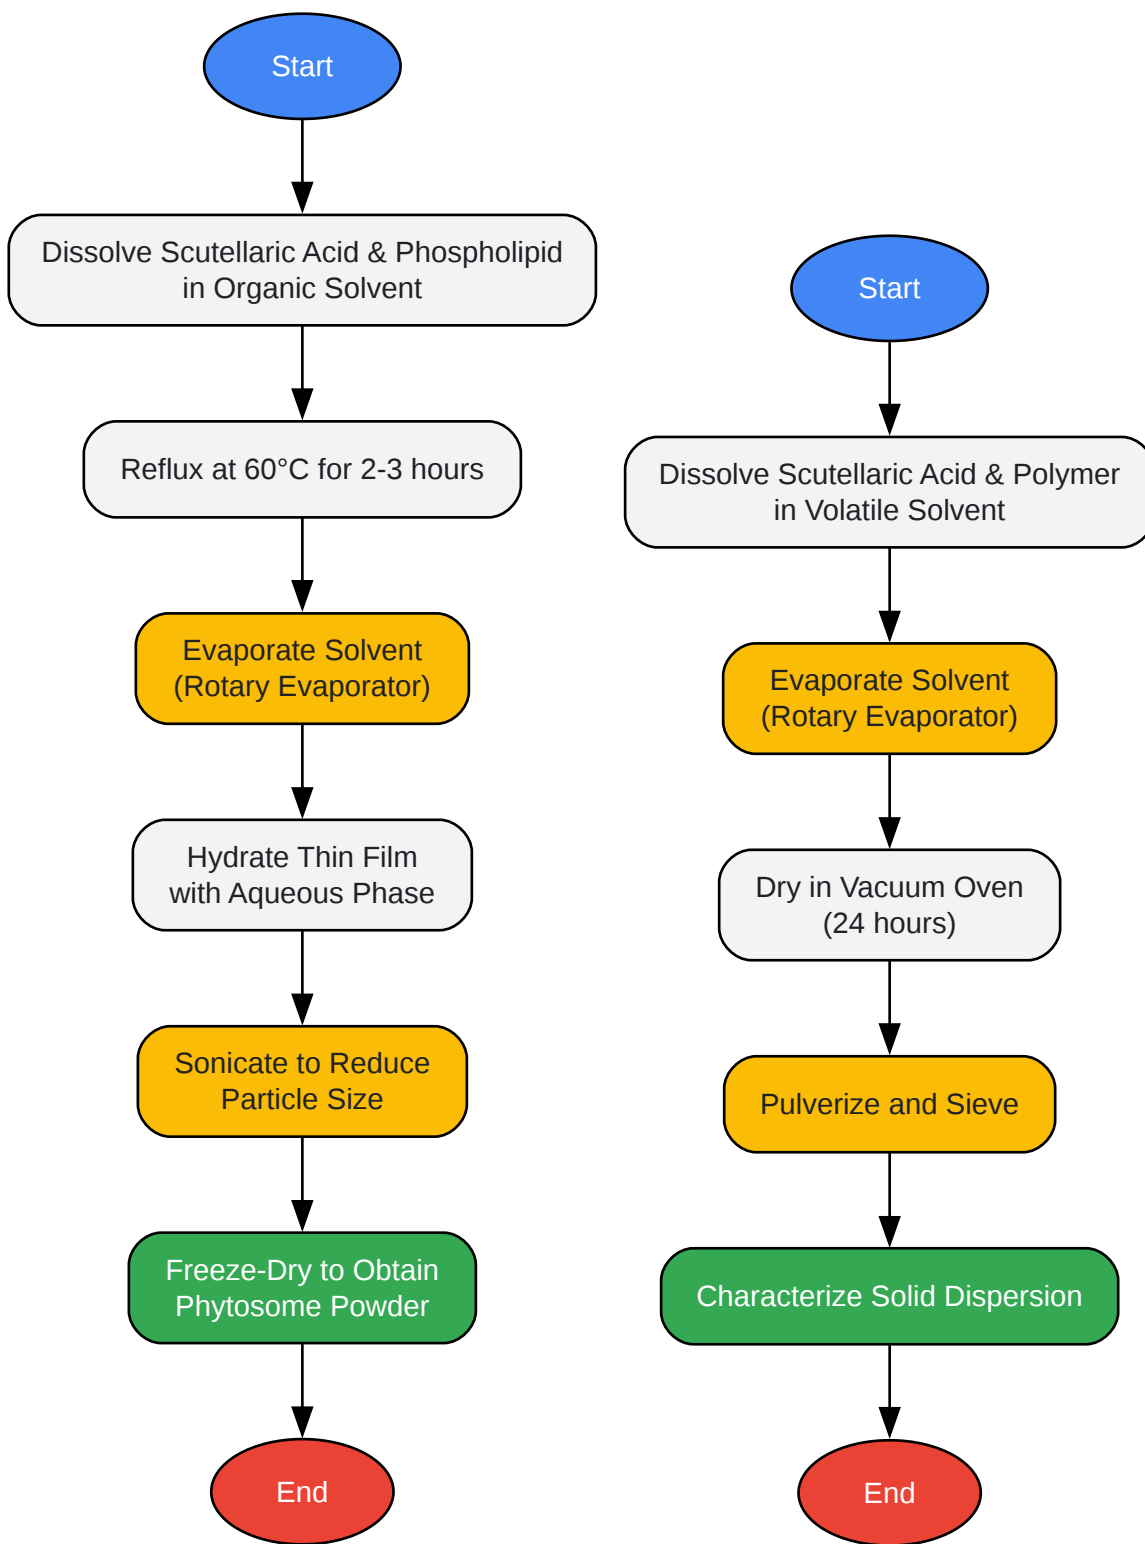 Start
Dissolve Scutellaric Acid & Phospholipid
in Organic Solvent
Reflux at 60°C for 2-3 hours
Evaporate Solvent
(Rotary Evaporator)
Hydrate Thin Film
with Aqueous Phase
Sonicate to Reduce
Particle Size
Freeze-Dry to Obtain
Phytosome Powder
End
Start
Dissolve Scutellaric Acid & Polymer
in Volatile Solvent
Evaporate Solvent
(Rotary Evaporator)
Dry in Vacuum Oven
(24 hours)
Pulverize and Sieve
Characterize Solid Dispersion
End